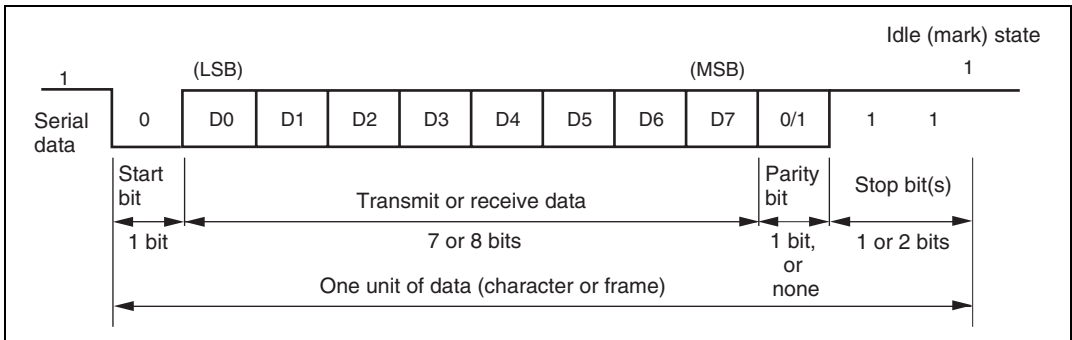 Idle (mark) state
1 (LSB) (MSB) 1
Serial data 0 D0 D1 D2 D3 D4 D5 D6 D7 0/1 1 1
Start bit
Transmit or receive data
Parity bit
Stop bit(s)
1 bit
7 or 8 bits
1 bit, or none
1 or 2 bits
One unit of data (character or frame)